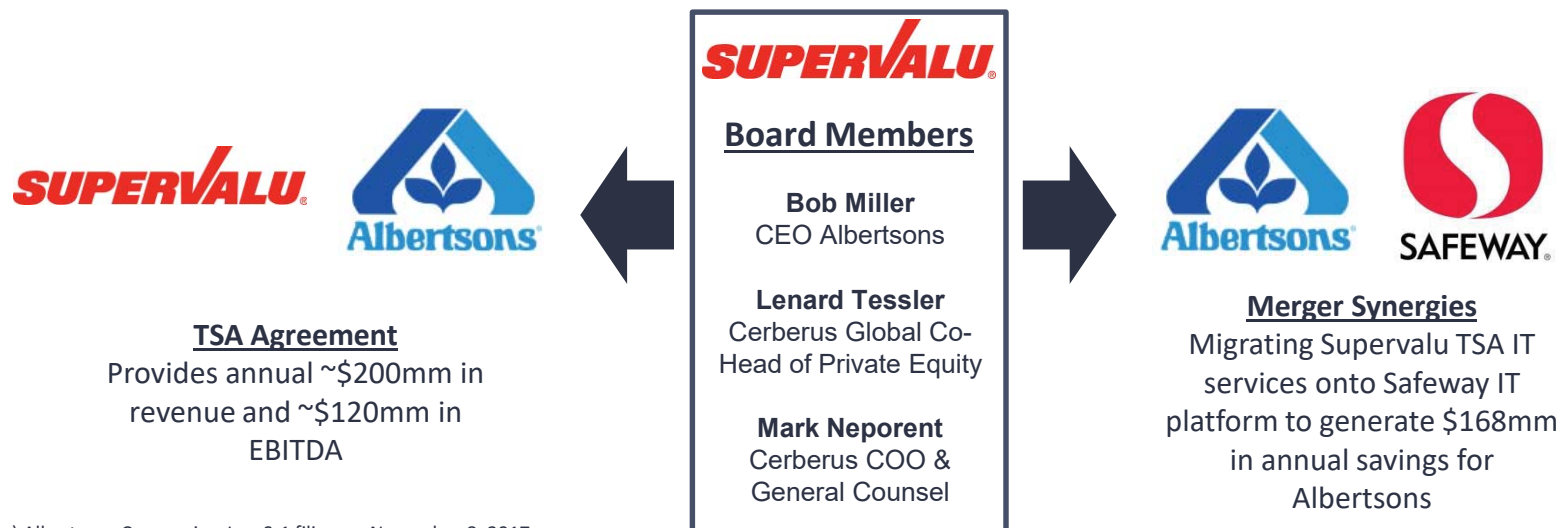 SUPERVALU®
Albertsons®
TSA Agreement
Provides annual ~$200mm in
revenue and ~$120mm in
EBITDA
SUPERVALU®
Board Members
Bob Miller
CEO Albertsons
Lenard Tessler
Cerberus Global Co-
Head of Private Equity
Mark Neporent
Cerberus COO &
General Counsel
Albertsons®
SAFEWAY®
Merger Synergies
Migrating Supervalu TSA IT
services onto Safeway IT
platform to generate $168mm
in annual savings for
Albertsons